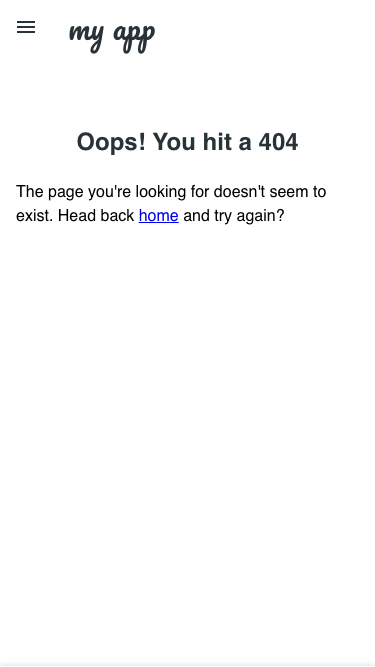 my app
Oops! You hit a 404
The page you're looking for doesn't seem to
exist. Head back home and try again?